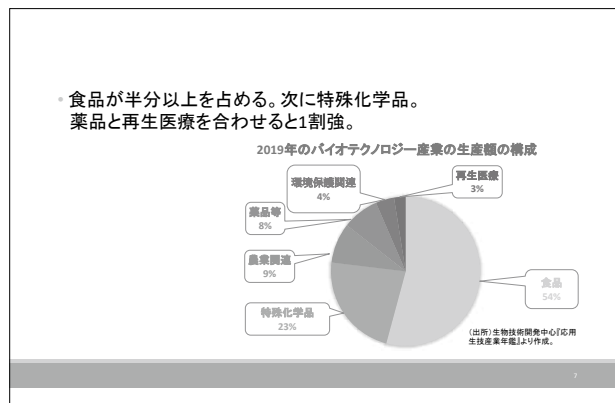 ・食品が半分以上を占める。次に特殊化学品。
薬品と再生医療を合わせると1割強。
2019年のバイオテクノロジー産業の生産額の構成
環境保護関連
4%
再生医療
3%
薬品等
8%
農業関連
9%
食品
54%
特殊化学品
23%
（出所）生物技術開発中心『応用
生技産業年鑑』より作成。
7